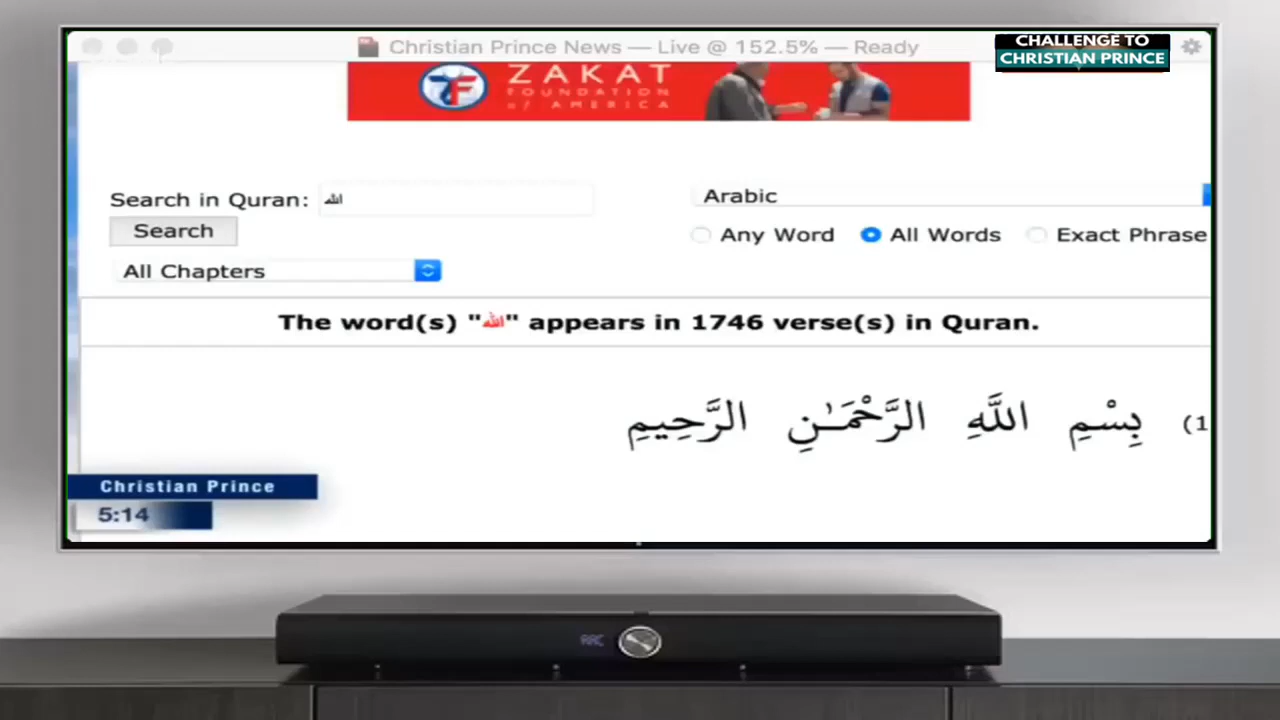 Christian Prince News — Live @ 152.5% — Ready
CHALLENGE TO
CHRISTIAN PRINCE
ZAKAT
FOUNDATION
of AMERICA
Search in Quran: الله
Arabic
Search
Any Word All Words Exact Phrase
All Chapters
The word(s) "الله" appears in 1746 verse(s) in Quran.
(1 بِسْمِ اللَّهِ الرَّحْمَـٰنِ الرَّحِيمِ
Christian Prince
5:14
AAC